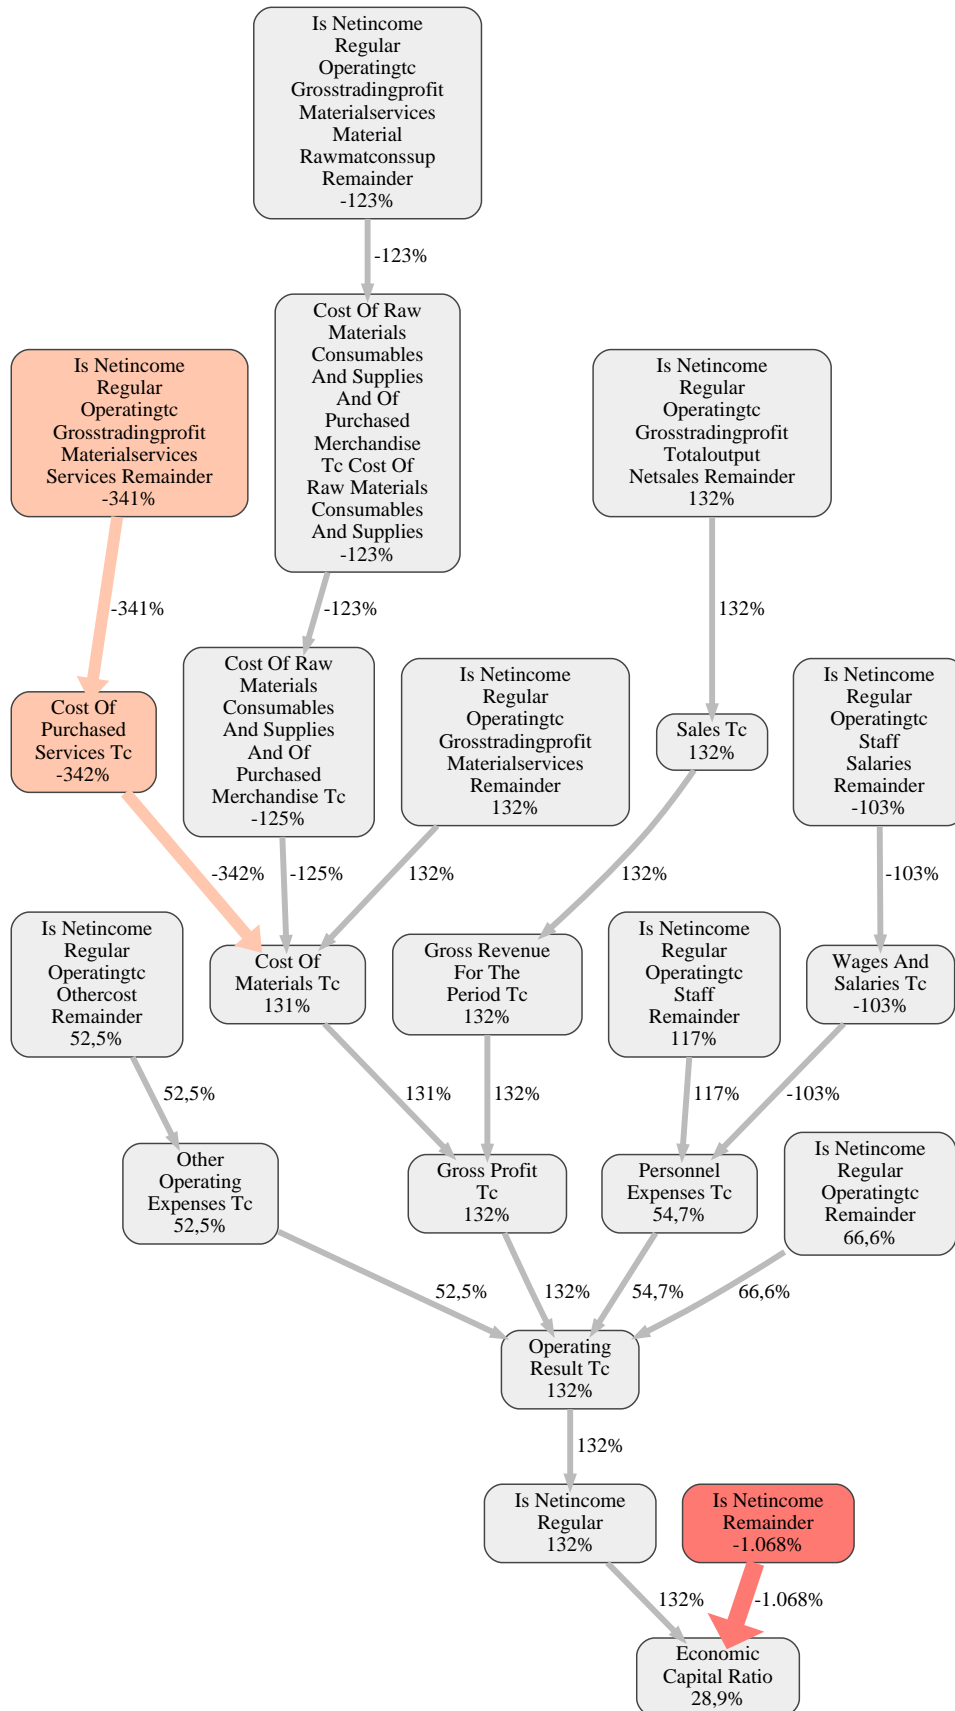 Is Netincome
Regular
Operatingtc
Grosstradingprofit
Materialservices
Material
Rawmatconssup
Remainder
-123%
-123%
Cost Of Raw
Materials
Consumables
And Supplies
And Of
Purchased
Merchandise
Tc Cost Of
Raw Materials
Consumables
And Supplies
-123%
Is Netincome
Regular
Operatingtc
Grosstradingprofit
Materialservices
Services Remainder
-341%
Is Netincome
Regular
Operatingtc
Grosstradingprofit
Totaloutput
Netsales Remainder
132%
-341%
-123%
132%
Cost Of
Purchased
Services Tc
-342%
Cost Of Raw
Materials
Consumables
And Supplies
And Of
Purchased
Merchandise Tc
-125%
Is Netincome
Regular
Operatingtc
Grosstradingprofit
Materialservices
Remainder
132%
Sales Tc
132%
Is Netincome
Regular
Operatingtc
Staff
Salaries
Remainder
-103%
-342%
-125%
132%
132%
-103%
Is Netincome
Regular
Operatingtc
Othercost
Remainder
52,5%
Cost Of
Materials Tc
131%
Gross Revenue
For The
Period Tc
132%
Is Netincome
Regular
Operatingtc
Staff
Remainder
117%
Wages And
Salaries Tc
-103%
52,5%
131%
132%
117%
-103%
Other
Operating
Expenses Tc
52,5%
Gross Profit
Tc
132%
Personnel
Expenses Tc
54,7%
Is Netincome
Regular
Operatingtc
Remainder
66,6%
52,5%
132%
54,7%
66,6%
Operating
Result Tc
132%
132%
Is Netincome
Regular
132%
Is Netincome
Remainder
-1.068%
132%
-1.068%
Economic
Capital Ratio
28,9%